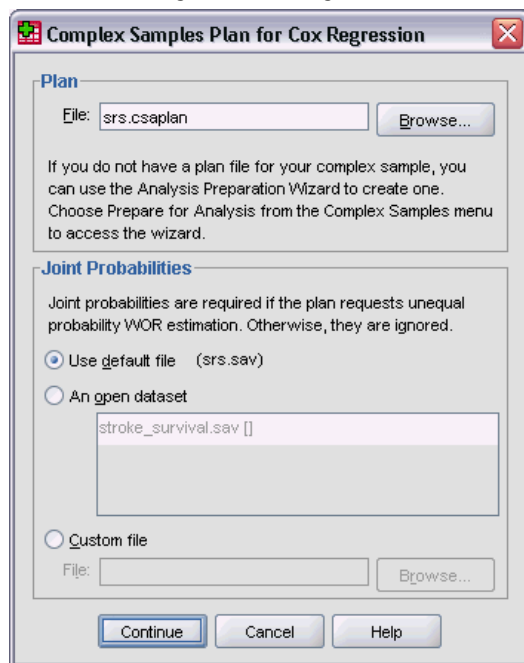 Complex Samples Plan for Cox Regression
Plan
File: srs.csaplan Browse...
If you do not have a plan file for your complex sample, you
can use the Analysis Preparation Wizard to create one.
Choose Prepare for Analysis from the Complex Samples menu
to access the wizard.
Joint Probabilities
Joint probabilities are required if the plan requests unequal
probability WOR estimation. Otherwise, they are ignored.
Use default file (srs.sav)
An open dataset
stroke_survival.sav []
Custom file
File: Browse...
Continue Cancel Help